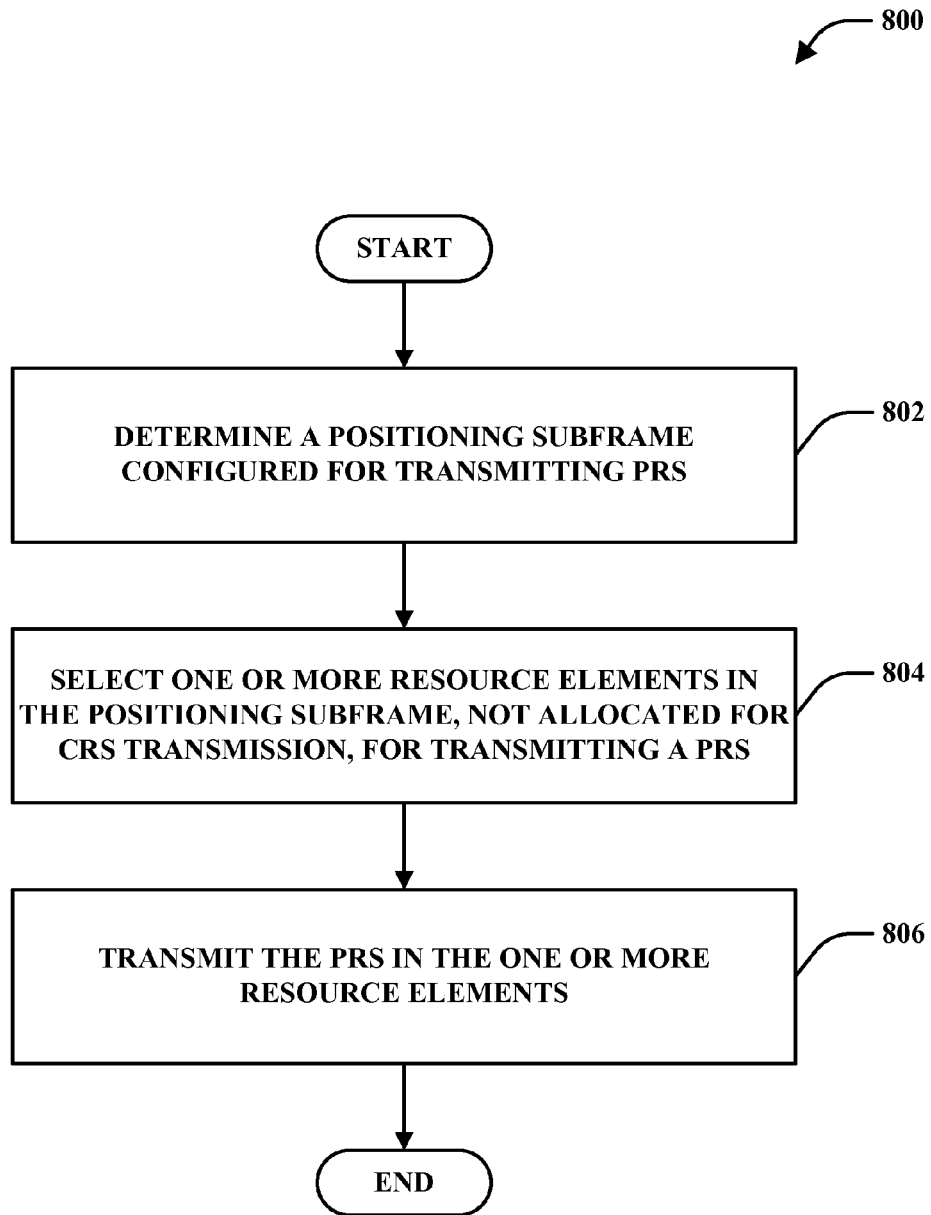 800
START
DETERMINE A POSITIONING SUBFRAME
CONFIGURED FOR TRANSMITTING PRS
802
SELECT ONE OR MORE RESOURCE ELEMENTS IN
THE POSITIONING SUBFRAME, NOT ALLOCATED FOR
CRS TRANSMISSION, FOR TRANSMITTING A PRS
804
TRANSMIT THE PRS IN THE ONE OR MORE
RESOURCE ELEMENTS
806
END